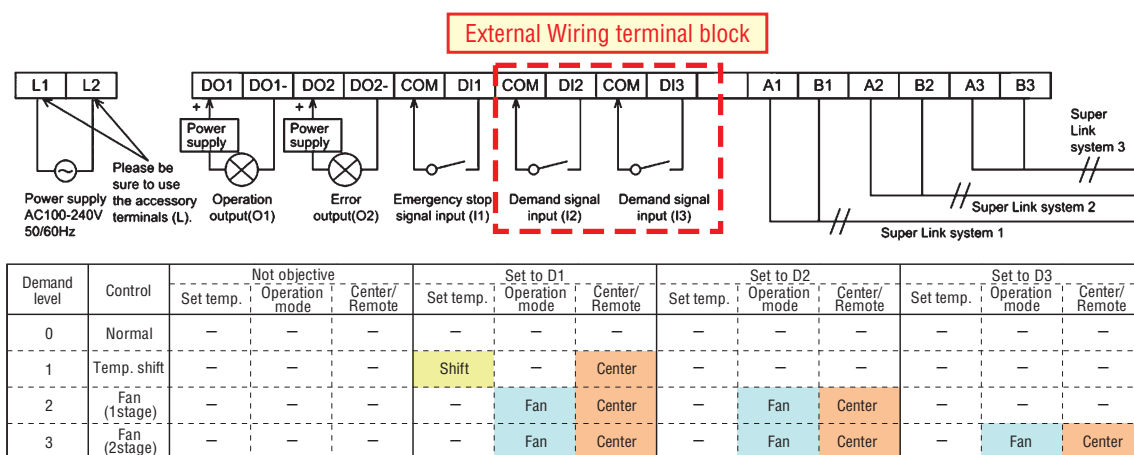 External Wiring terminal block
L1 L2 DO1 DO1- DO2 DO2- COM DI1 COM DI2 COM DI3 A1 B1 A2 B2 A3 B3
+ +
Power supply
Power supply
Super Link system 3
Please be sure to use the accessory terminals (L).
Power supply AC100-240V 50/60Hz
Operation output(O1)
Error output(O2)
Emergency stop signal input (I1)
Demand signal input (I2)
Demand signal input (I3)
Super Link system 2
Super Link system 1
Demand level Control Not objective Set to D1 Set to D2 Set to D3
Set temp. Operation mode Center/Remote Set temp. Operation mode Center/Remote Set temp. Operation mode Center/Remote Set temp. Operation mode Center/Remote
0 Normal – – – – – – – – – – – –
1 Temp. shift – – – Shift – Center – – – – – –
2 Fan (1stage) – – – – Fan Center – Fan Center – – –
3 Fan (2stage) – – – – Fan Center – Fan Center – Fan Center